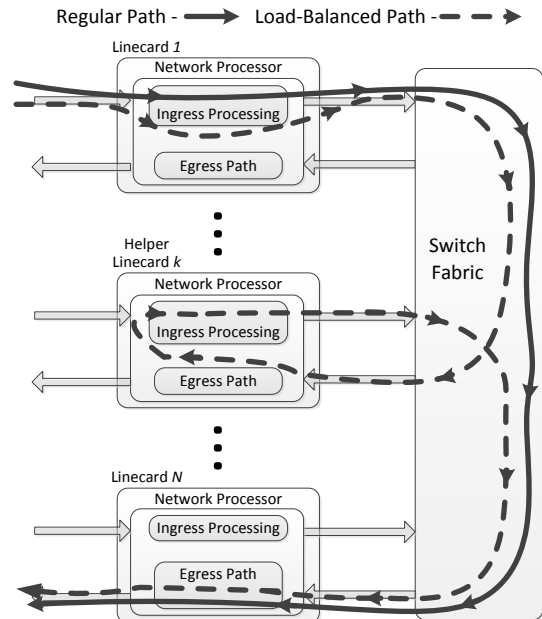 Regular Path - Load-Balanced Path -
Linecard 1
Network Processor
Ingress Processing
Egress Path
Helper
Linecard k
Network Processor
Ingress Processing
Egress Path
Switch
Fabric
Linecard N
Network Processor
Ingress Processing
Egress Path